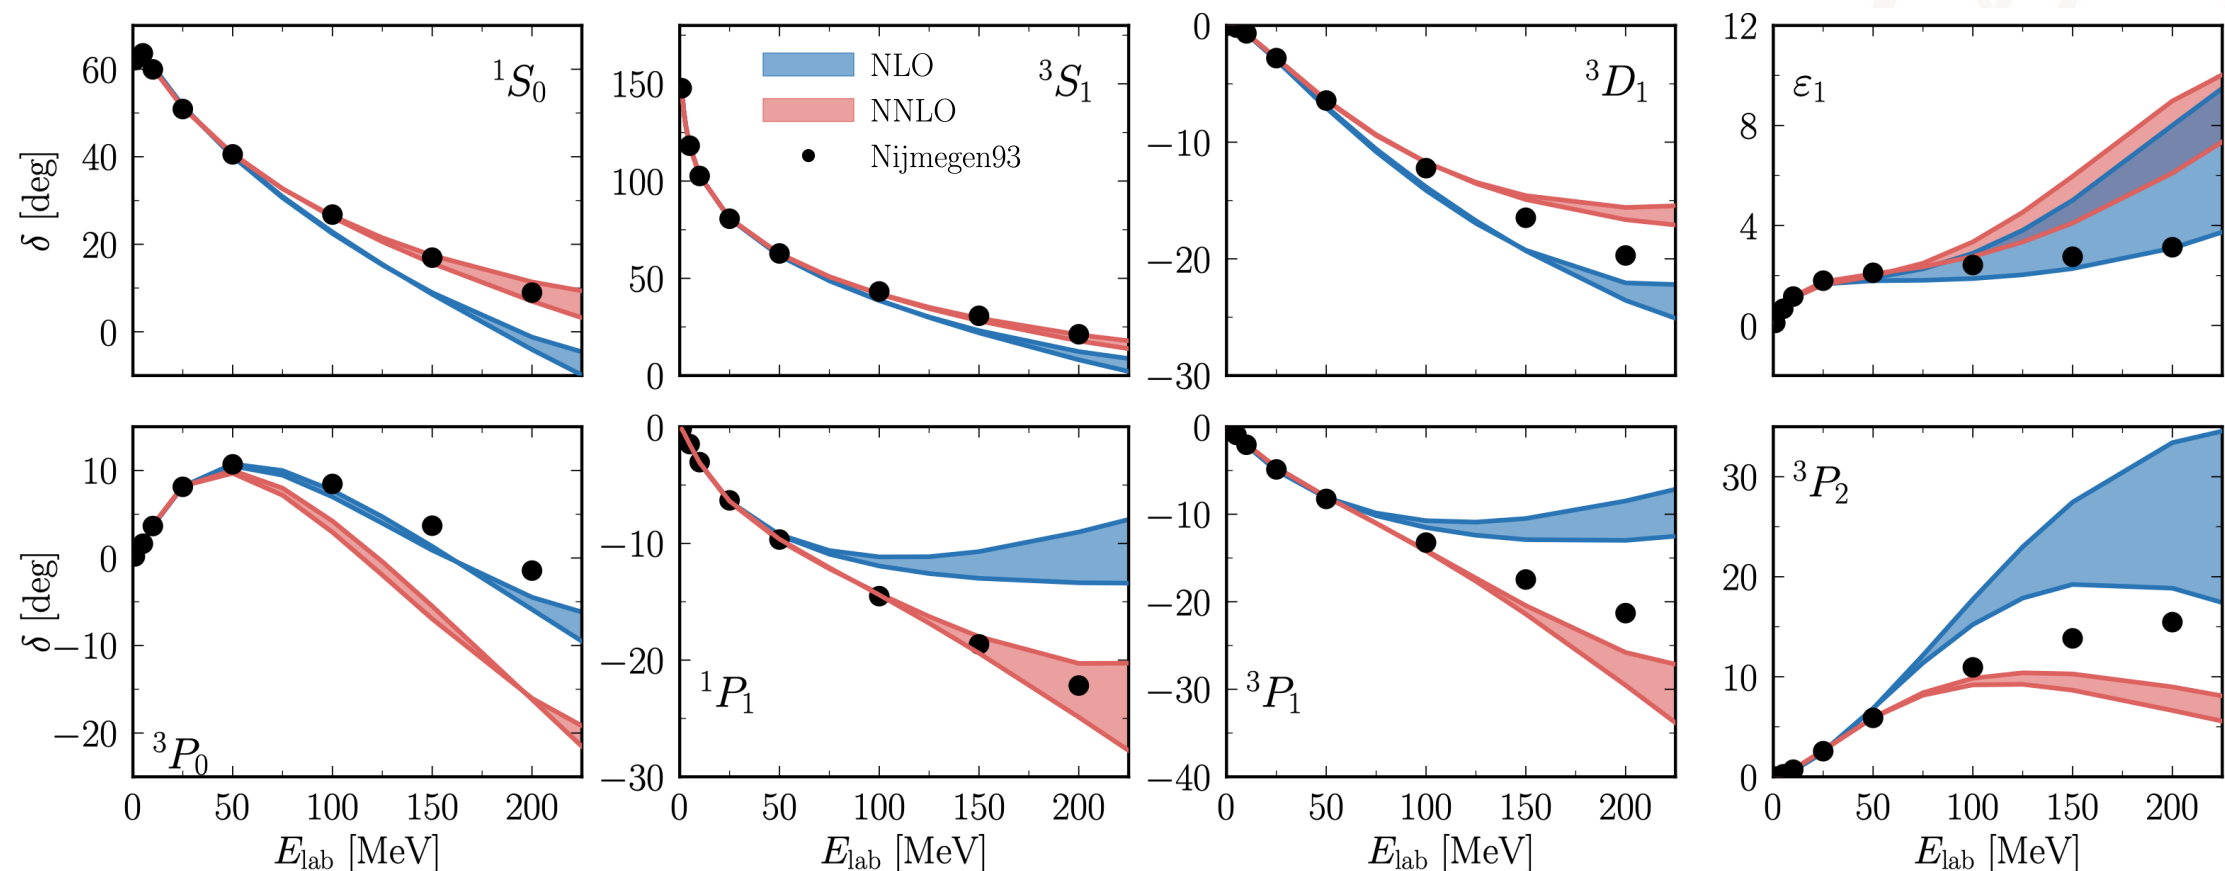 δ [deg]
60
40
20
0
¹S₀
150
100
50
0
NLO
NNLO
Nijmegen93
³S₁
0
−10
−20
−30
³D₁
12
8
4
0
ε₁
δ [deg]
10
0
−10
−20
³P₀
0 50 100 150 200
E_lab [MeV]
0
−10
−20
−30
¹P₁
0 50 100 150 200
E_lab [MeV]
0
−10
−20
−30
−40
³P₁
0 50 100 150 200
E_lab [MeV]
30
20
10
0
³P₂
0 50 100 150 200
E_lab [MeV]